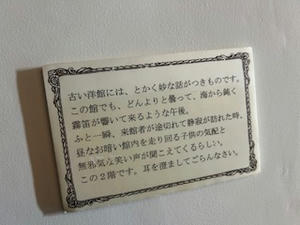 古い洋館には、とかく妙な話がつきものです。
この館でも、どんよりと曇って、海から鈍く
霧笛が響いて来るような午後。
ふと一瞬、来館者が途切れて静寂が訪れた時、
昼なお暗い館内を走り回る子供の気配と
無邪気な笑い声が聞こえてくるらしい。
この2階です。耳を澄ましてごらんなさい。